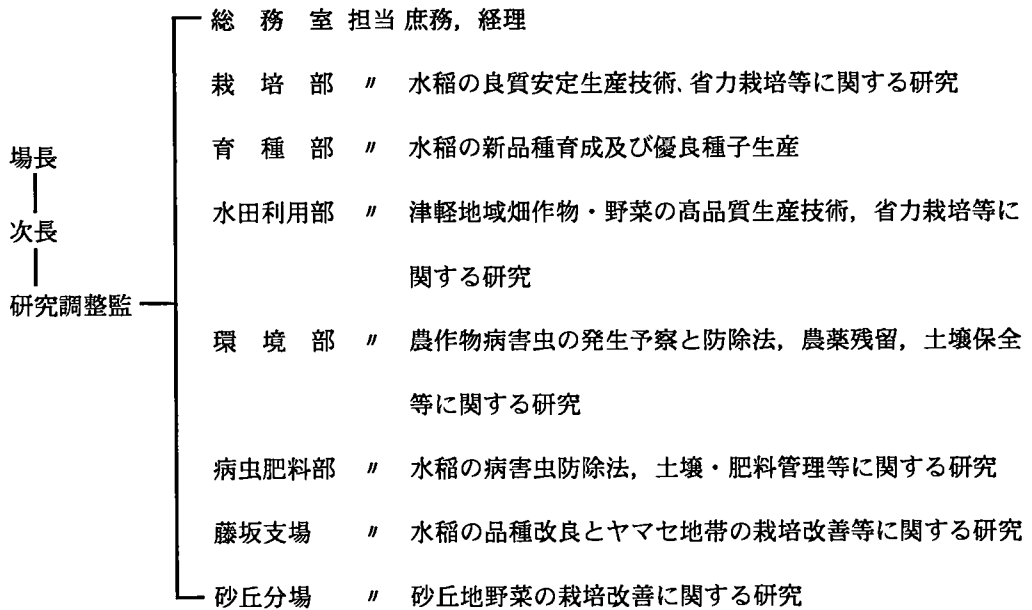 総務室 担当 庶務，経理
栽培部 〃 水稲の良質安定生産技術、省力栽培等に関する研究
育種部 〃 水稲の新品種育成及び優良種子生産
場長
水田利用部 〃 津軽地域畑作物・野菜の高品質生産技術，省力栽培等に
次長
関する研究
研究調整監
環境部 〃 農作物病害虫の発生予察と防除法，農薬残留，土壌保全
等に関する研究
病虫肥料部 〃 水稲の病害虫防除法，土壌・肥料管理等に関する研究
藤坂支場 〃 水稲の品種改良とヤマセ地帯の栽培改善等に関する研究
砂丘分場 〃 砂丘地野菜の栽培改善に関する研究